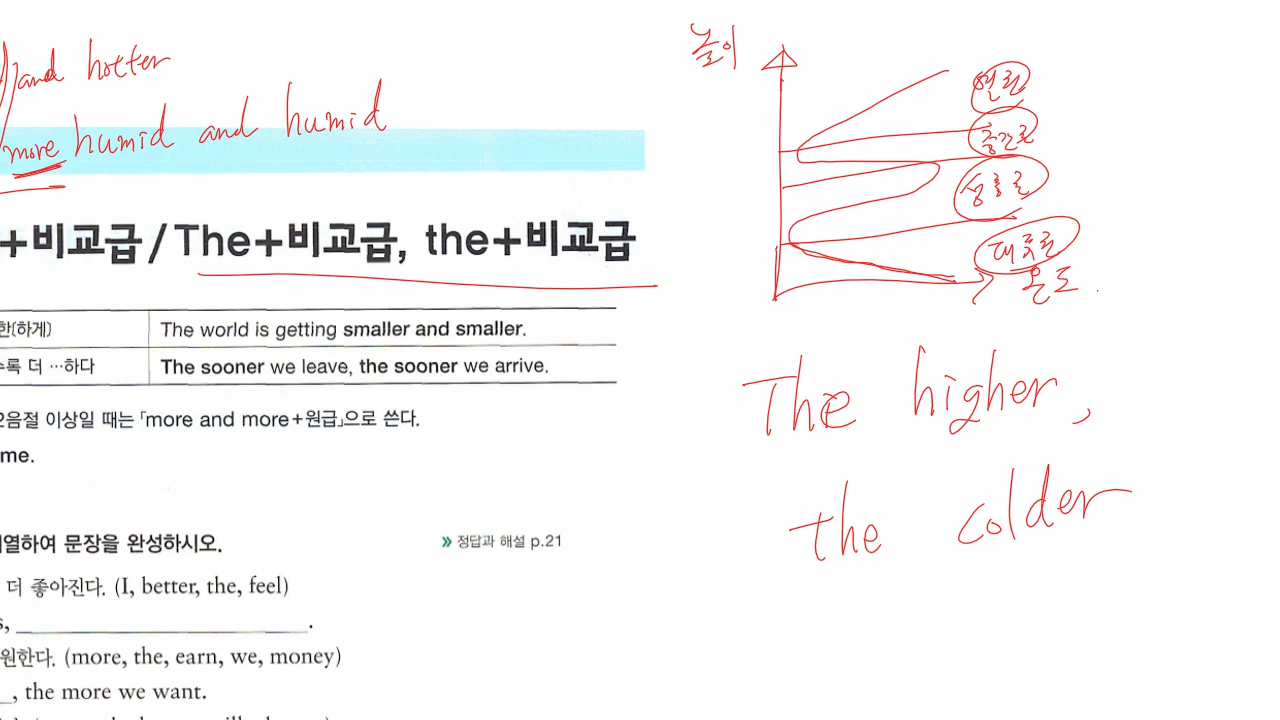 and hotter
more humid and humid
+비교급/The+비교급, the+비교급
한(하게) The world is getting smaller and smaller.
록 더 …하다 The sooner we leave, the sooner we arrive.
2음절 이상일 때는 「more and more+원급」으로 쓴다.
me.
열하여 문장을 완성하시오. » 정답과 해설 p.21
더 좋아진다. (I, better, the, feel)
s, ______.
원한다. (more, the, earn, we, money)
_, the more we want.
높이
열권
중간권
성층권
대류권
온도
The higher,
the colder